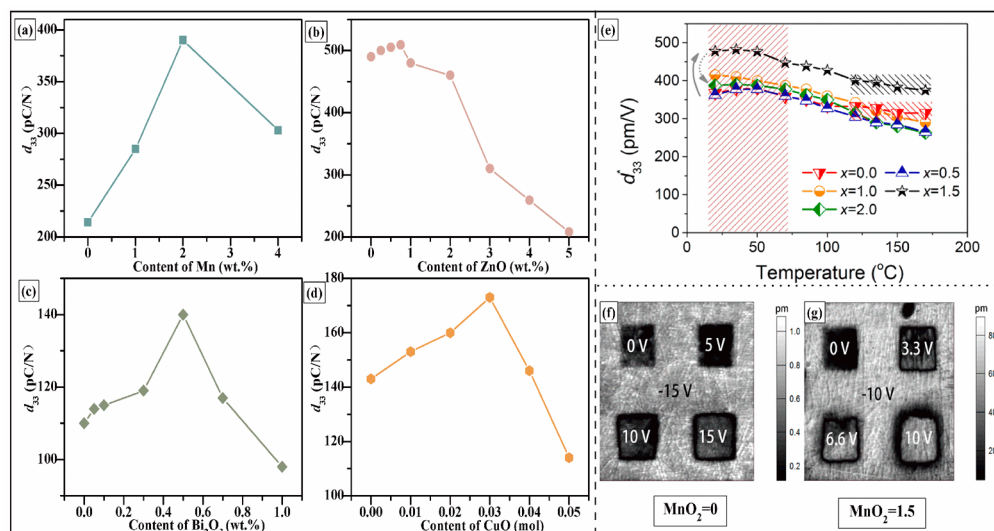 (a)
400
350
300
250
200
d33 (pC/N)
0 1 2 3 4
Content of Mn (wt.%)
(b)
500
400
300
200
d33 (pC/N)
0 1 2 3 4 5
Content of ZnO (wt.%)
(c)
140
120
100
d33 (pC/N)
0.0 0.2 0.4 0.6 0.8 1.0
Content of Bi2O3 (wt.%)
(d)
180
160
140
120
100
d33 (pC/N)
0.00 0.01 0.02 0.03 0.04 0.05
Content of CuO (mol)
(e)
500
400
300
200
100
0
d*33 (pm/V)
x=0.0 x=0.5
x=1.0 x=1.5
x=2.0
0 50 100 150 200
Temperature (°C)
(f)
0 V 5 V
-15 V
10 V 15 V
pm
1.0
0.8
0.6
0.4
0.2
MnO2=0
(g)
0 V 3.3 V
-10 V
6.6 V 10 V
pm
80
60
40
20
MnO2=1.5